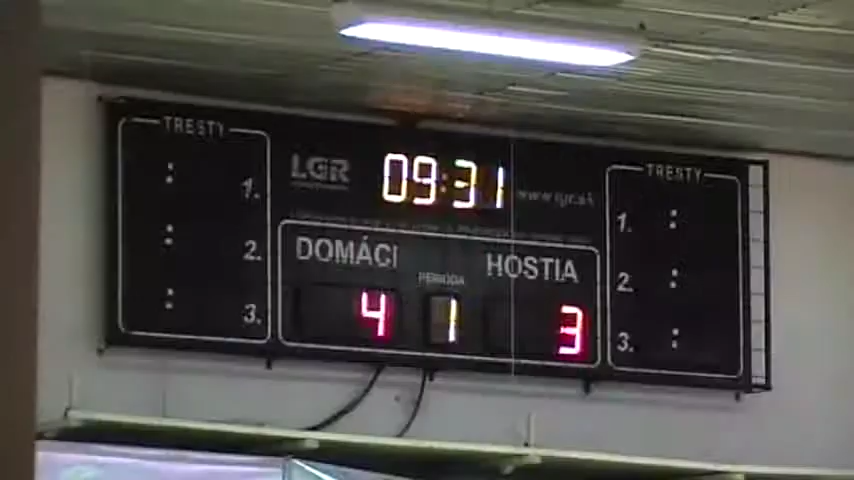 TRESTY
LGR
09:31
www.lgr.sk
TRESTY
1.
2.
3.
DOMÁCI
PERIÓDA
HOSTIA
4
1
3
1.
2.
3.